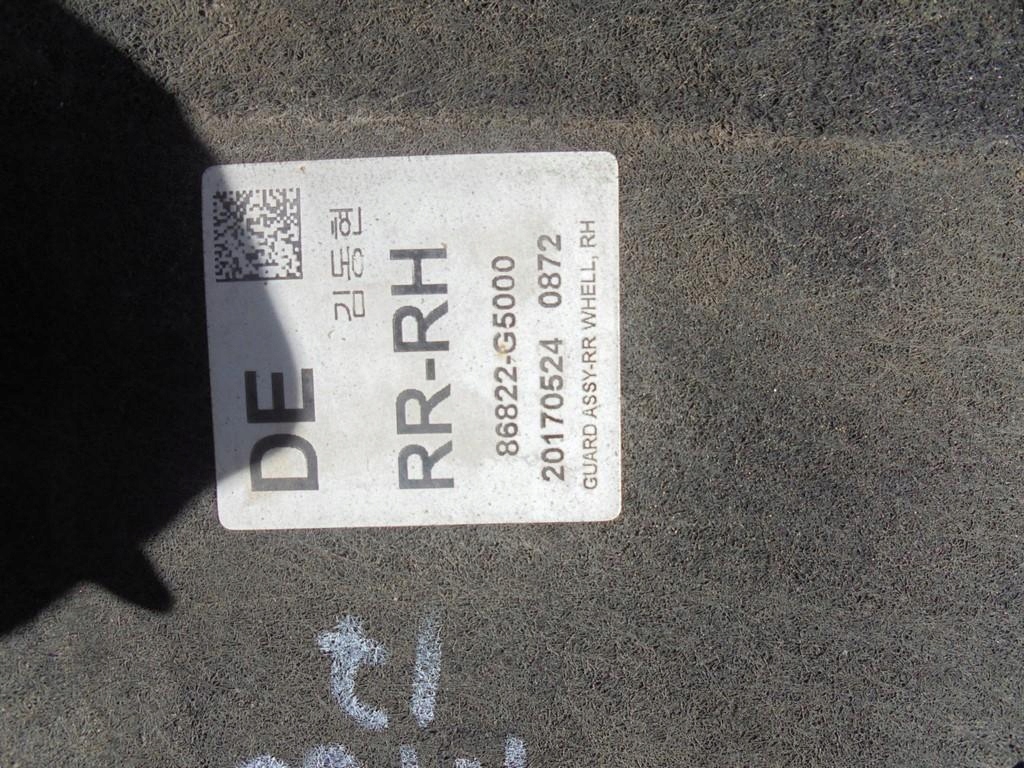 DE
김동현
RR-RH
86822-G5000
20170524 0872
GUARD ASSY-RR WHELL, RH